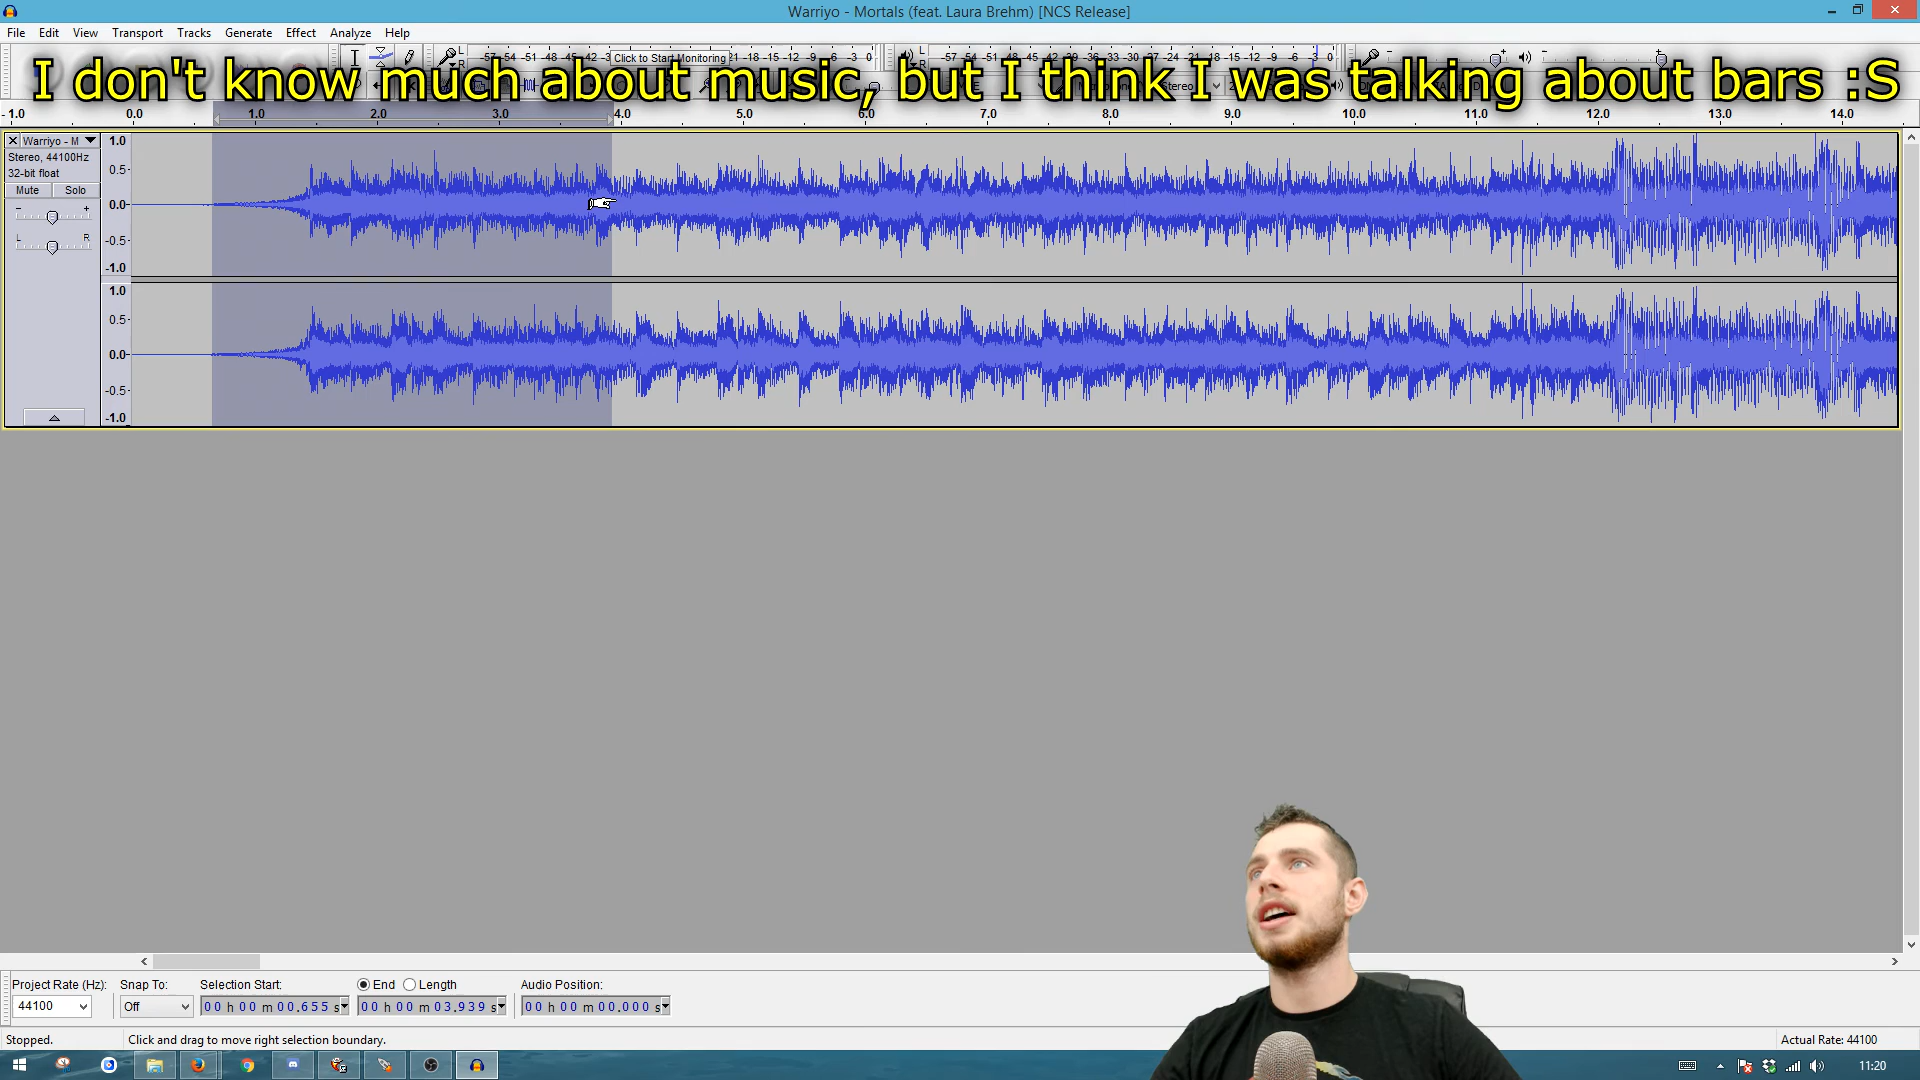 Warriyo - Mortals (feat. Laura Brehm) [NCS Release]
File Edit View Transport Tracks Generate Effect Analyze Help
Click to Start Monitoring
I don't know much about music, but I think I was talking about bars :S
-1.0 0.0 1.0 2.0 3.0 4.0 5.0 6.0 7.0 8.0 9.0 10.0 11.0 12.0 13.0 14.0
Warriyo - M
Stereo, 44100Hz
32-bit float
Mute Solo
- +
L R
1.0
0.5
0.0
-0.5
-1.0
1.0
0.5
0.0
-0.5
-1.0
Project Rate (Hz): Snap To: Selection Start: End Length Audio Position:
44100 Off 00 h 00 m 00.655 s 00 h 00 m 03.939 s 00 h 00 m 00.000 s
Stopped. Click and drag to move right selection boundary. Actual Rate: 44100
11:20